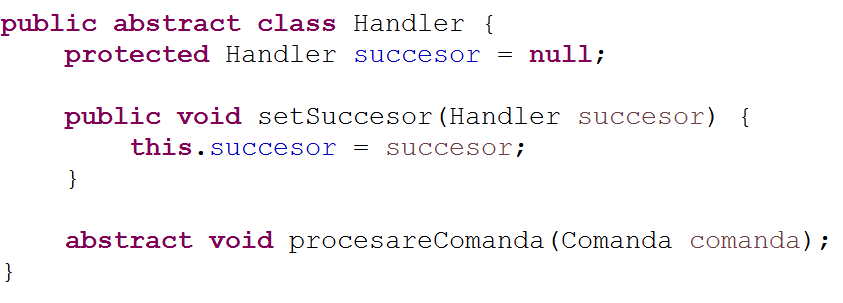 public abstract class Handler {
    protected Handler succesor = null;

    public void setSuccesor(Handler succesor) {
        this.succesor = succesor;
    }

    abstract void procesareComanda(Comanda comanda);
}